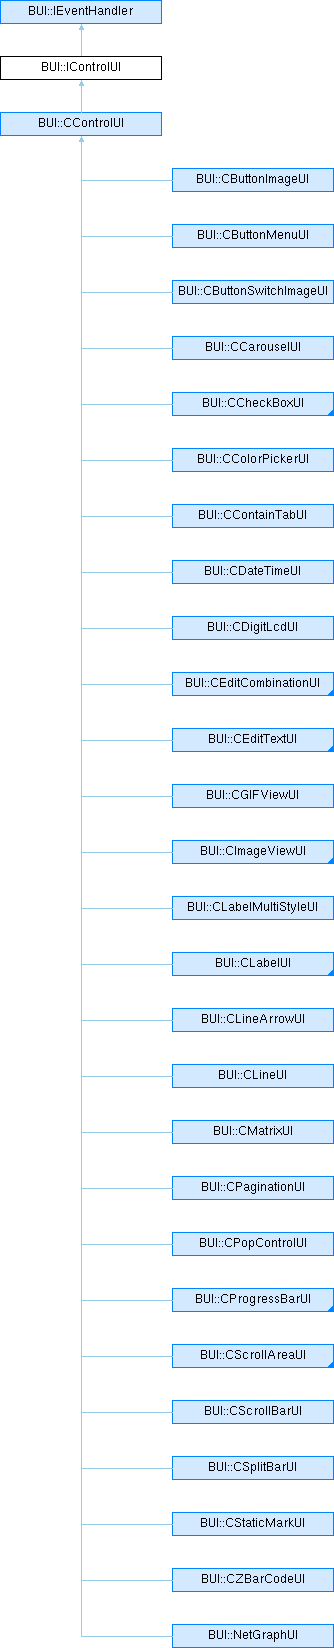 BUI::IEventHandler
BUI::IControlUI
BUI::CControlUI
BUI::CButtonImageUI
BUI::CButtonMenuUI
BUI::CButtonSwitchImageUI
BUI::CCarouselUI
BUI::CCheckBoxUI
BUI::CColorPickerUI
BUI::CContainTabUI
BUI::CDateTimeUI
BUI::CDigitLcdUI
BUI::CEditCombinationUI
BUI::CEditTextUI
BUI::CGIFViewUI
BUI::CImageViewUI
BUI::CLabelMultiStyleUI
BUI::CLabelUI
BUI::CLineArrowUI
BUI::CLineUI
BUI::CMatrixUI
BUI::CPaginationUI
BUI::CPopControlUI
BUI::CProgressBarUI
BUI::CScrollAreaUI
BUI::CScrollBarUI
BUI::CSplitBarUI
BUI::CStaticMarkUI
BUI::CZBarCodeUI
BUI::NetGraphUI